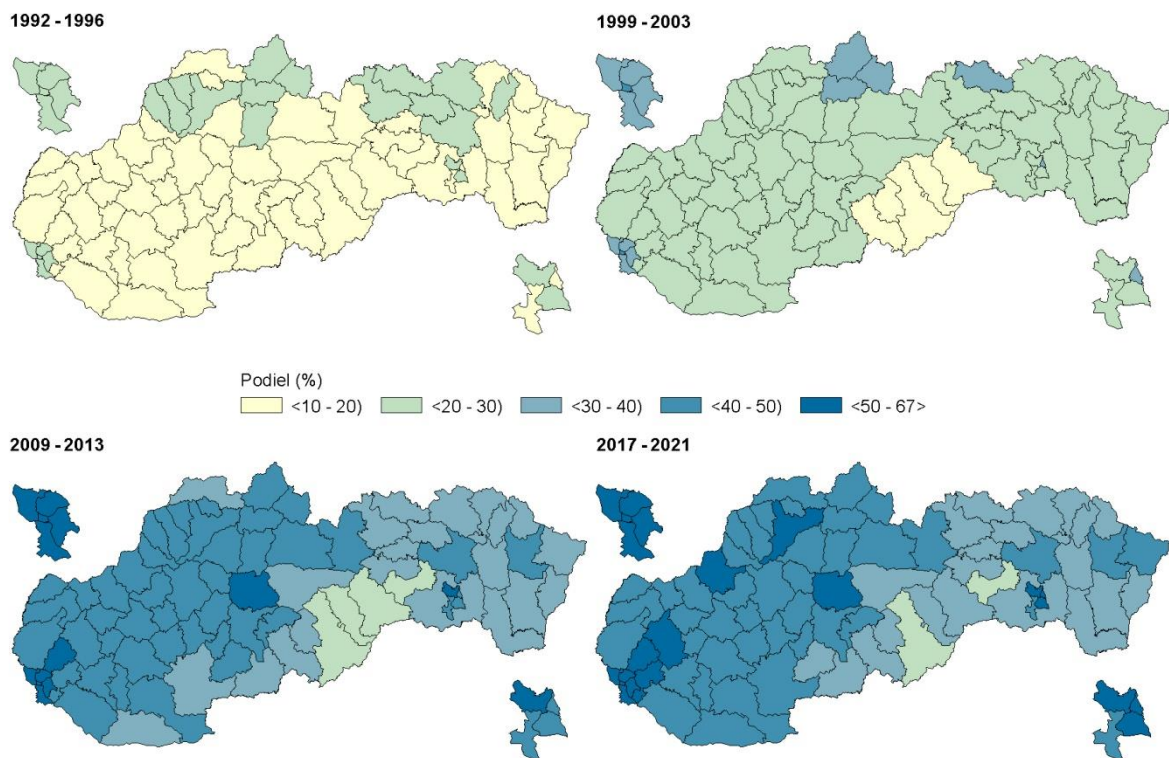 1992 - 1996
1999 - 2003
Podiel (%)
<10 - 20)
<20 - 30)
<30 - 40)
<40 - 50)
<50 - 67>
2009 - 2013
2017 - 2021